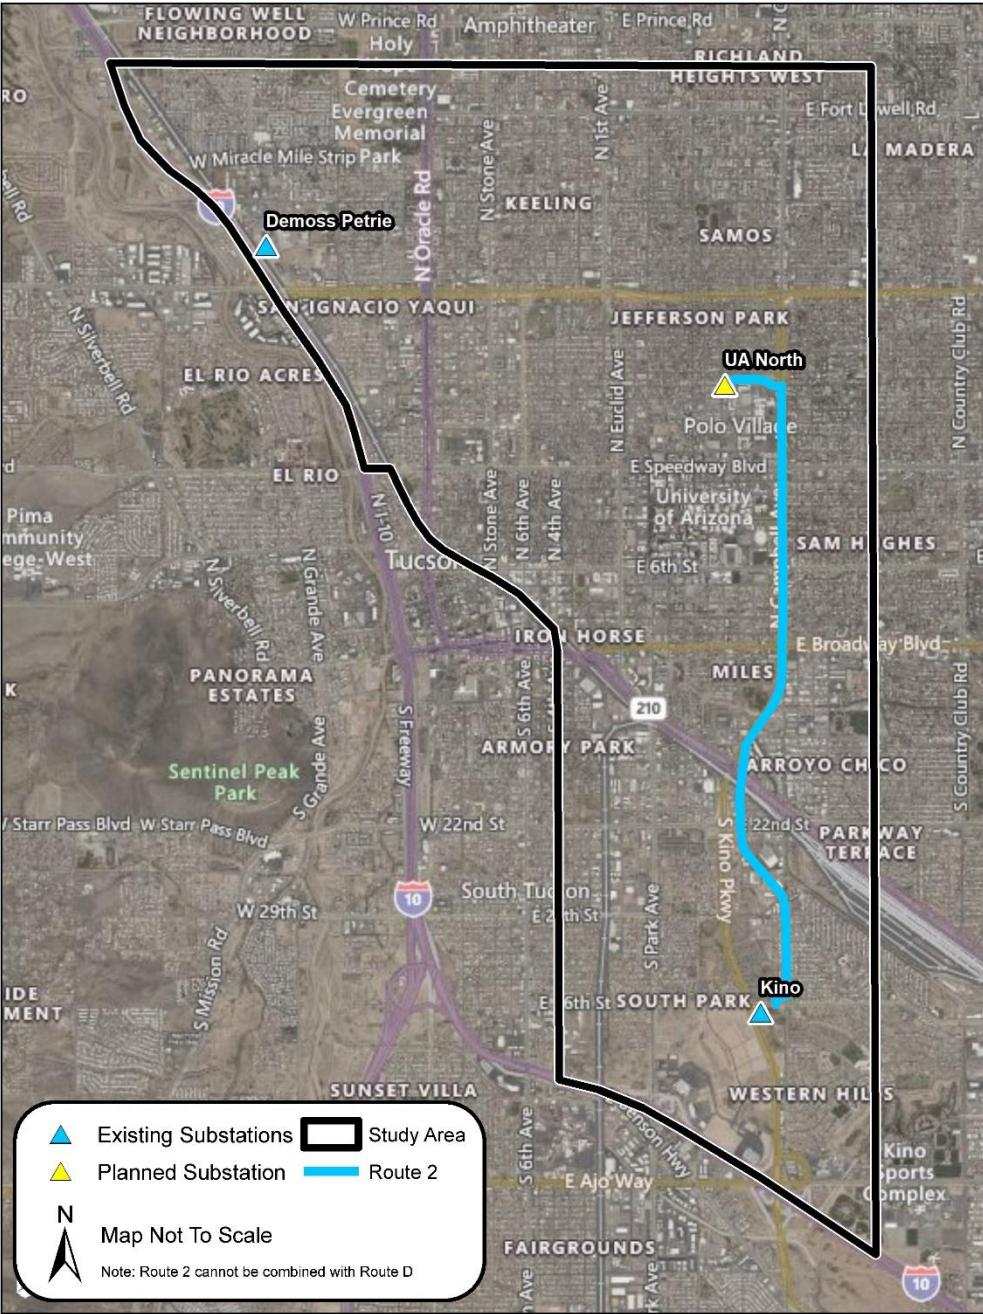 FLOWING WELL
NEIGHBORHOOD
W Prince Rd
Amphitheater
E Prince Rd
Holy
Hope
Cemetery
Evergreen
Memorial
Park
RICHLAND
HEIGHTS WEST
E Fort Lowell Rd
LA MADERA
W Miracle Mile Strip
N Oracle Rd
N Stone Ave
N 1st Ave
KEELING
SAMOS
Demoss Petrie
SAN IGNACIO YAQUI
JEFFERSON PARK
N Silverbell Rd
EL RIO ACRES
N Euclid Ave
UA North
N Country Club Rd
Polo Village
EL RIO
E Speedway Blvd
University
of Arizona
Pima
N I-10
N Stone Ave
N 6th Ave
N 4th Ave
Tucson
SAM HUGHES
E 6th St
N Campbell Ave
N Silverbell Rd
N Grande Ave
IRON HORSE
E Broadway Blvd
PANORAMA
ESTATES
MILES
S 6th Ave
210
S Freeway
ARMORY PARK
ARROYO CHICO
S Country Club Rd
Sentinel Peak
Park
S Grande Ave
Starr Pass Blvd
W Starr Pass Blvd
W 22nd St
E 22nd St
PARKWAY
TERRACE
S Kino Pkwy
10
South Tucson
W 29th St
S Park Ave
S Mission Rd
Kino
SOUTH PARK
SUNSET VILLA
WESTERN HILLS
Benson Hwy
S 6th Ave
E Ajo Way
Kino
Sports
Complex
FAIRGROUNDS
10
Existing Substations
Study Area
Planned Substation
Route 2
N
Map Not To Scale
Note: Route 2 cannot be combined with Route D